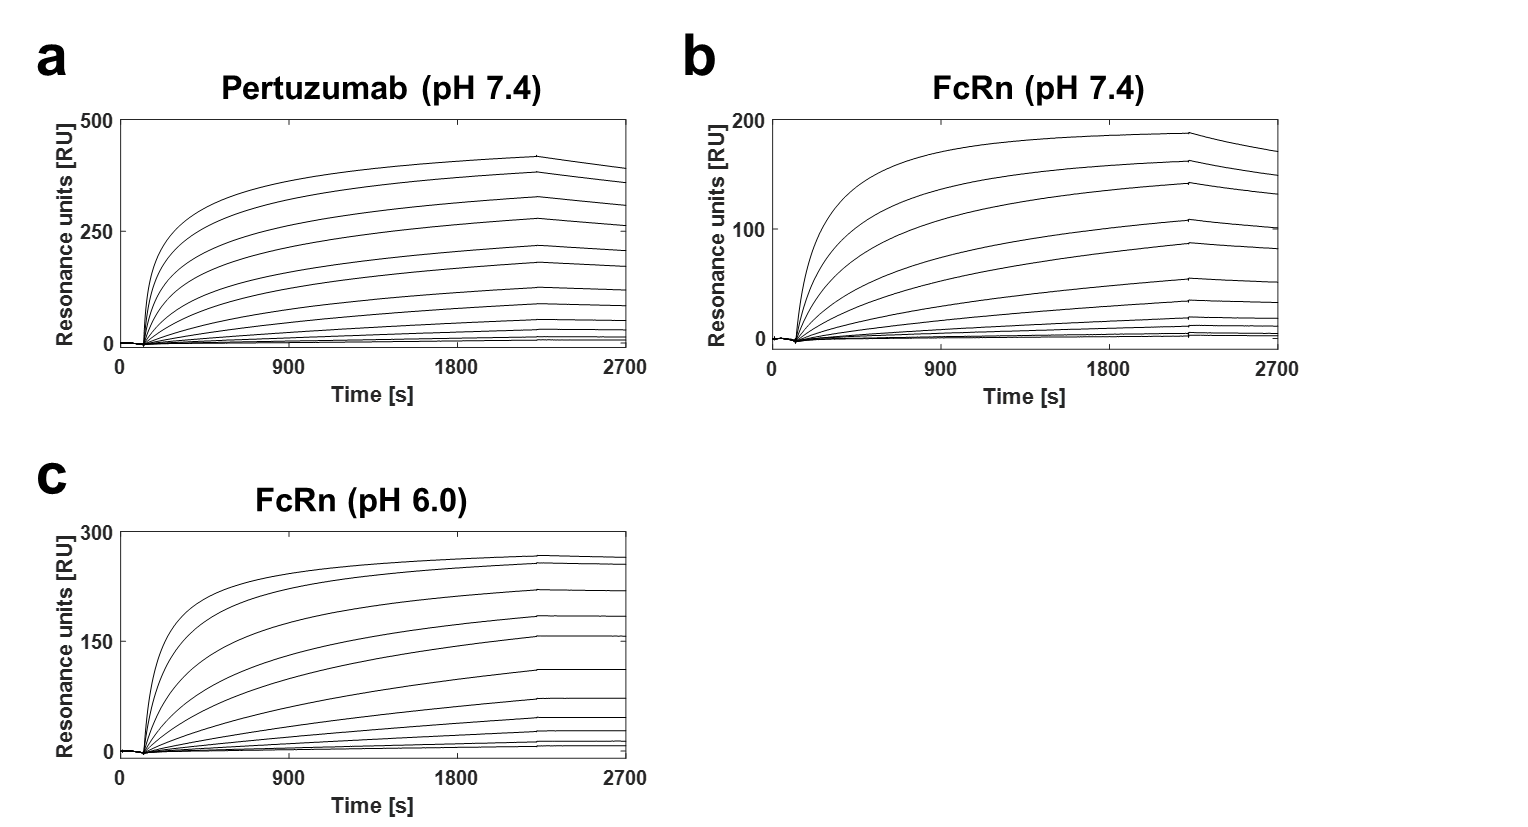 a
Pertuzumab (pH 7.4)
Resonance units [RU]
500
250
0
0 900 1800 2700
Time [s]
b
FcRn (pH 7.4)
Resonance units [RU]
200
100
0
0 900 1800 2700
Time [s]
c
FcRn (pH 6.0)
Resonance units [RU]
300
150
0
0 900 1800 2700
Time [s]